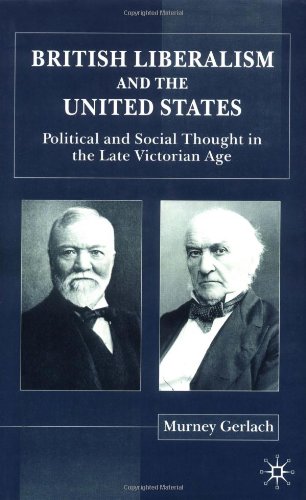 BRITISH LIBERALISM
AND THE
UNITED STATES
Political and Social Thought in
the Late Victorian Age
Murney Gerlach